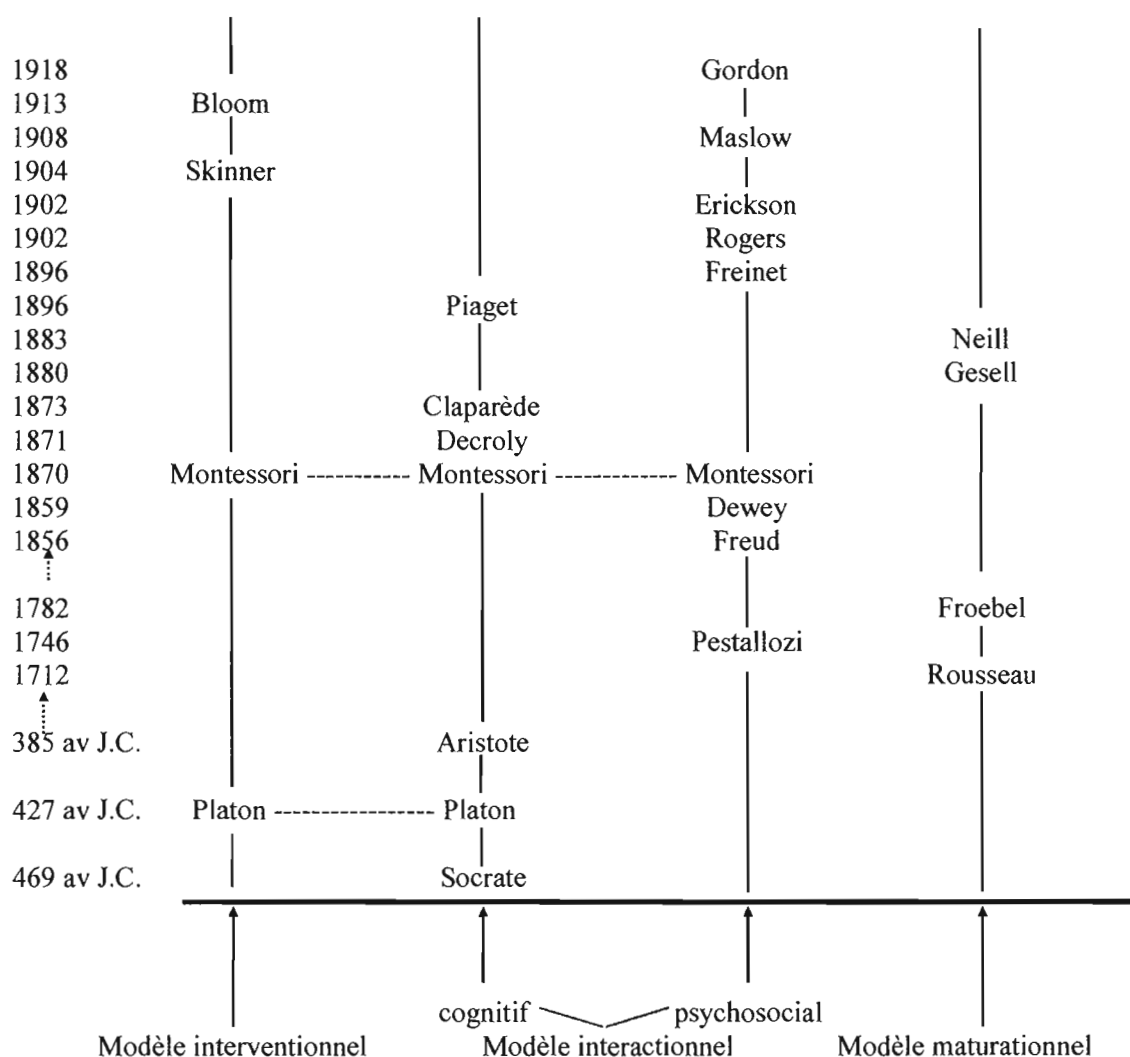 1918 Gordon
1913 Bloom
1908 Maslow
1904 Skinner
1902 Erickson
1902 Rogers
1896 Freinet
1896 Piaget
1883 Neill
1880 Gesell
1873 Claparède
1871 Decroly
1870 Montessori Montessori Montessori
1859 Dewey
1856 Freud
1782 Froebel
1746 Pestallozi
1712 Rousseau
385 av J.C. Aristote
427 av J.C. Platon Platon
469 av J.C. Socrate
cognitif psychosocial
Modèle interventionnel Modèle interactionnel Modèle maturationnel